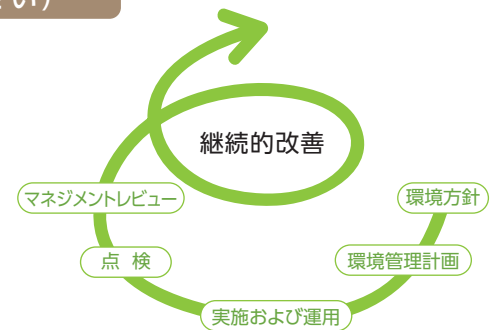 継続的改善
マネジメントレビュー
環境方針
点 検
環境管理計画
実施および運用